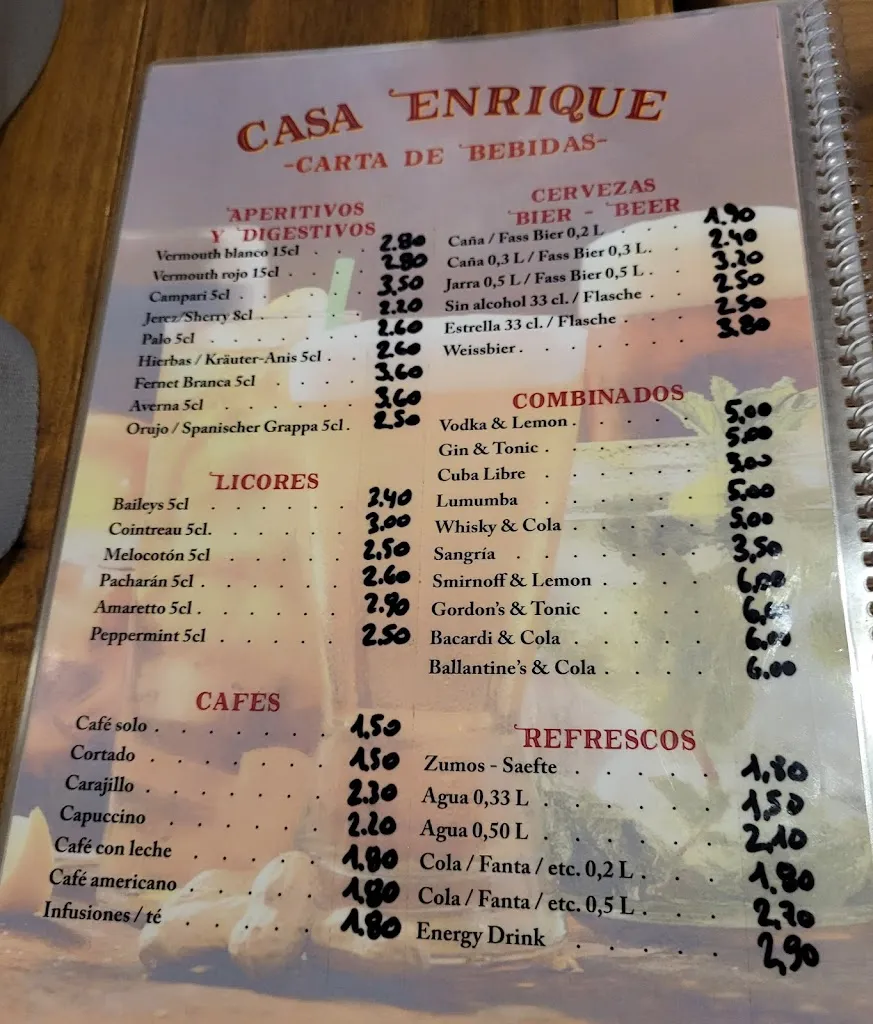 CASA ENRIQUE
-CARTA DE BEBIDAS-
APERITIVOS
Y DIGESTIVOS
Vermouth blanco 15cl . . . 2.80
Vermouth rojo 15cl . . . . 2.80
Campari 5cl . . . . . . 3,50
Jerez/Sherry 8cl . . . . . 2.20
Palo 5cl . . . . . . . 2.60
Hierbas / Kräuter-Anis 5cl . . 2.60
Fernet Branca 5cl . . . . 3.60
Averna 5cl . . . . . . 3,60
Orujo / Spanischer Grappa 5cl . 2.50
LICORES
Baileys 5cl . . . . . . 3.40
Cointreau 5cl. . . . . . 3.00
Melocotón 5cl . . . . . 2,50
Pacharán 5cl . . . . . . 2.60
Amaretto 5cl . . . . . . 2.90
Peppermint 5cl . . . . . 2.50
CAFES
Café solo . . . . . . . 1,50
Cortado . . . . . . . 1,50
Carajillo . . . . . . . 2.30
Capuccino . . . . . . 2.20
Café con leche . . . . . 1.80
Café americano . . . . . 1,80
Infusiones / té . . . . . 1.80
CERVEZAS
BIER - BEER
Caña / Fass Bier 0,2 L . . . 1.90
Caña 0,3 L / Fass Bier 0,3 L. . . 2.40
Jarra 0,5 L / Fass Bier 0,5 L . . . 3.20
Sin alcohol 33 cl. / Flasche . . . 2.50
Estrella 33 cl. / Flasche . . . . 2.50
Weissbier . . . . . . . 3.80
COMBINADOS
Vodka & Lemon . . . . . 5,00
Gin & Tonic . . . . . . 5.00
Cuba Libre . . . . . . 5.00
Lumumba . . . . . . 5,00
Whisky & Cola . . . . . 5,00
Sangría . . . . . . . 3,50
Smirnoff & Lemon . . . . 6,00
Gordon's & Tonic . . . . 6,00
Bacardi & Cola . . . . . 6,00
Ballantine's & Cola . . . . 6.00
REFRESCOS
Zumos - Saefte . . . . . 1,80
Agua 0,33 L . . . . . . 1,50
Agua 0,50 L . . . . . . 2,10
Cola / Fanta / etc. 0,2 L . . . 1,80
Cola / Fanta / etc. 0,5 L . . . 2,70
Energy Drink . . . . . 2,90